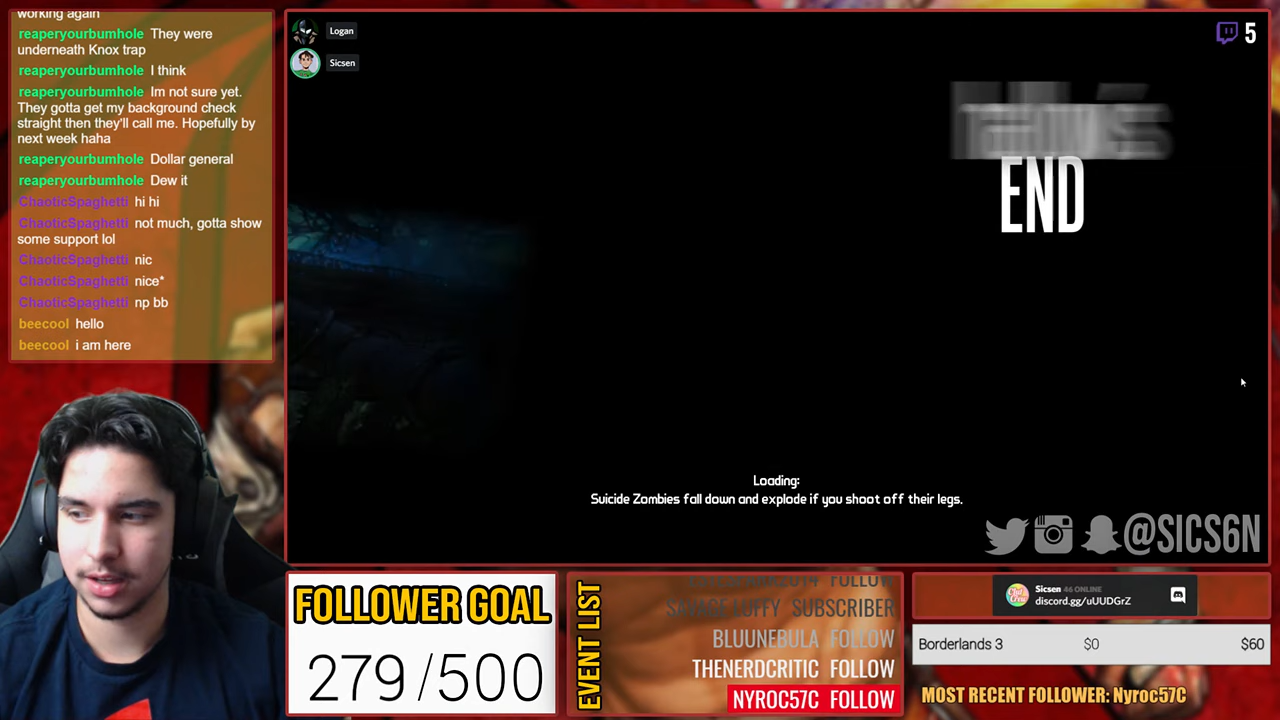 working again
reaperyourbumhole They were
underneath Knox trap
reaperyourbumhole I think
reaperyourbumhole Im not sure yet.
They gotta get my background check
straight then they'll call me. Hopefully by
next week haha
reaperyourbumhole Dollar general
reaperyourbumhole Dew it
ChaoticSpaghetti hi hi
ChaoticSpaghetti not much, gotta show
some support lol
ChaoticSpaghetti nic
ChaoticSpaghetti nice*
ChaoticSpaghetti np bb
beecool hello
beecool i am here
Logan
Sicsen
5
END
Loading:
Suicide Zombies fall down and explode if you shoot off their legs.
@SICS6N
FOLLOWER GOAL
279/500
EVENT LIST
FOLLOW
SAVAGE LUFFY SUBSCRIBER
BLUUNEBULA FOLLOW
THENERDCRITIC FOLLOW
NYROC57C FOLLOW
Sicsen 46 ONLINE
discord.gg/uUUDGrZ
Borderlands 3 $0 $60
MOST RECENT FOLLOWER: Nyroc57C